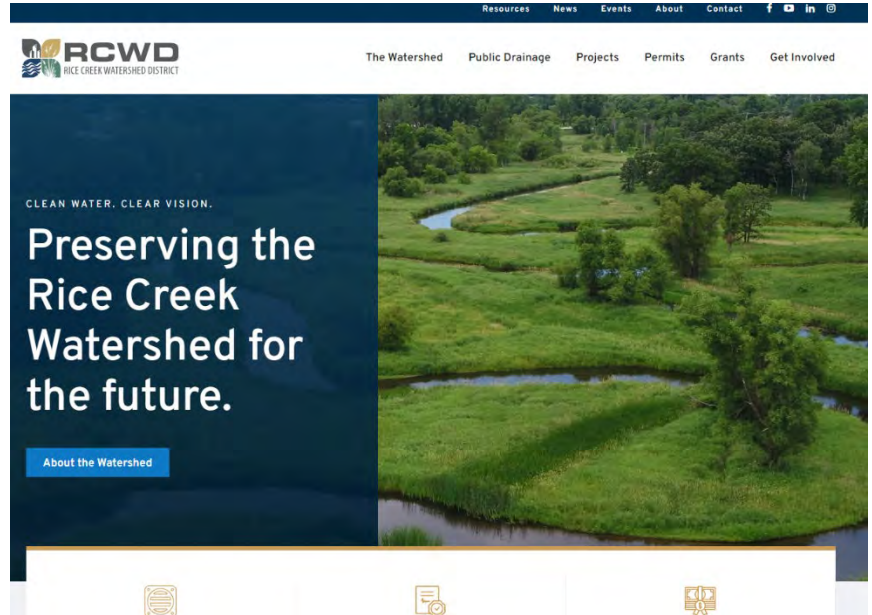 Resources News Events About Contact
RCWD
RICE CREEK WATERSHED DISTRICT
The Watershed Public Drainage Projects Permits Grants Get Involved
CLEAN WATER, CLEAR VISION.
Preserving the
Rice Creek
Watershed for
the future.
About the Watershed